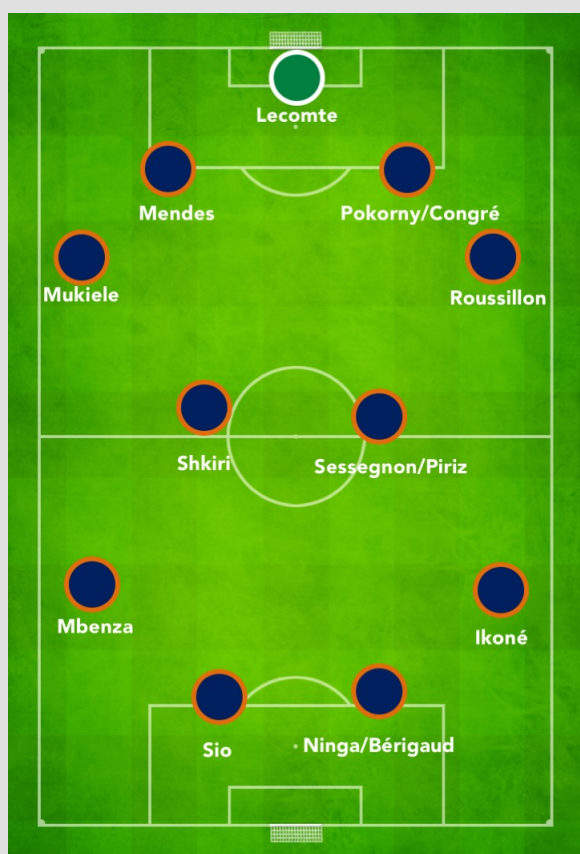 Lecomte
Mendes
Pokorny/Congré
Mukiele
Roussillon
Shkiri
Sessegnon/Piriz
Mbenza
Ikoné
Sio
Ninga/Bérigaud